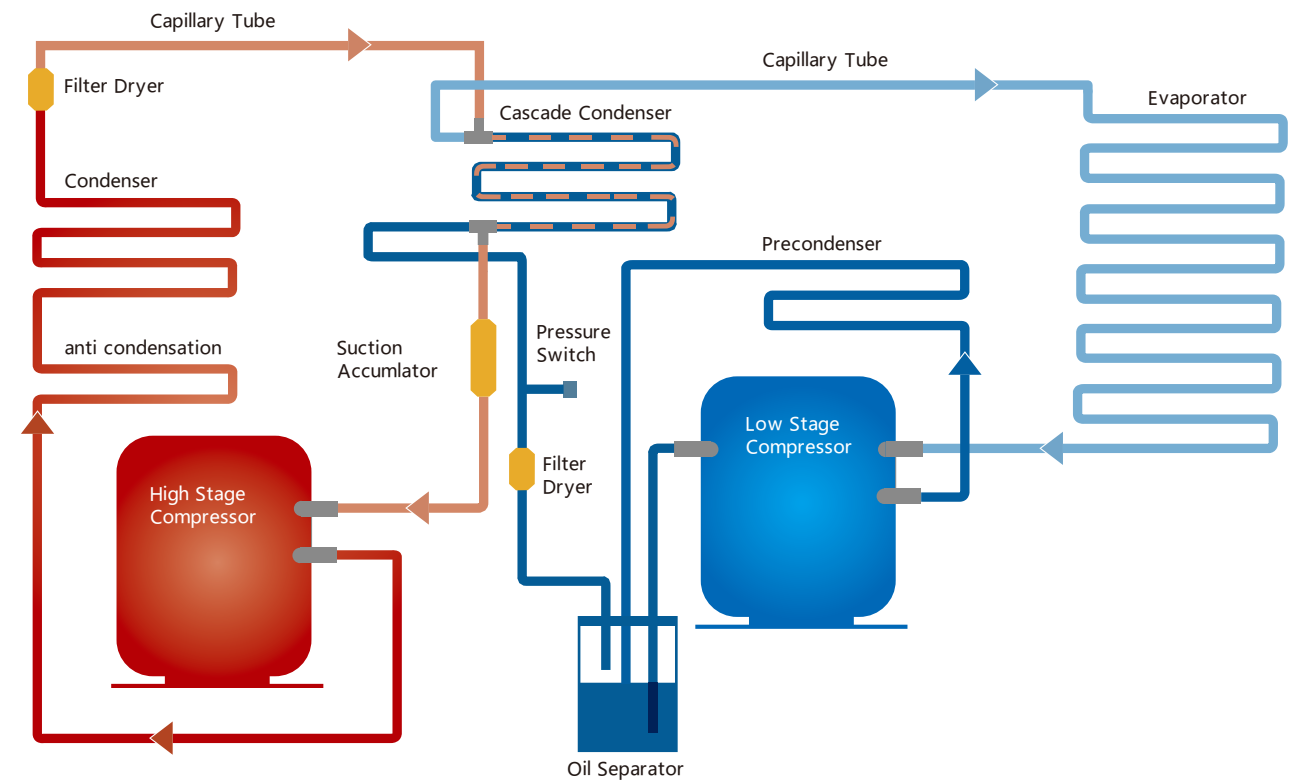 Capillary Tube
Filter Dryer
Capillary Tube
Evaporator
Cascade Condenser
Condenser
Precondenser
anti condensation
Suction
Accumlator
Pressure
Switch
Low Stage
Compressor
Filter
Dryer
High Stage
Compressor
Oil Separator